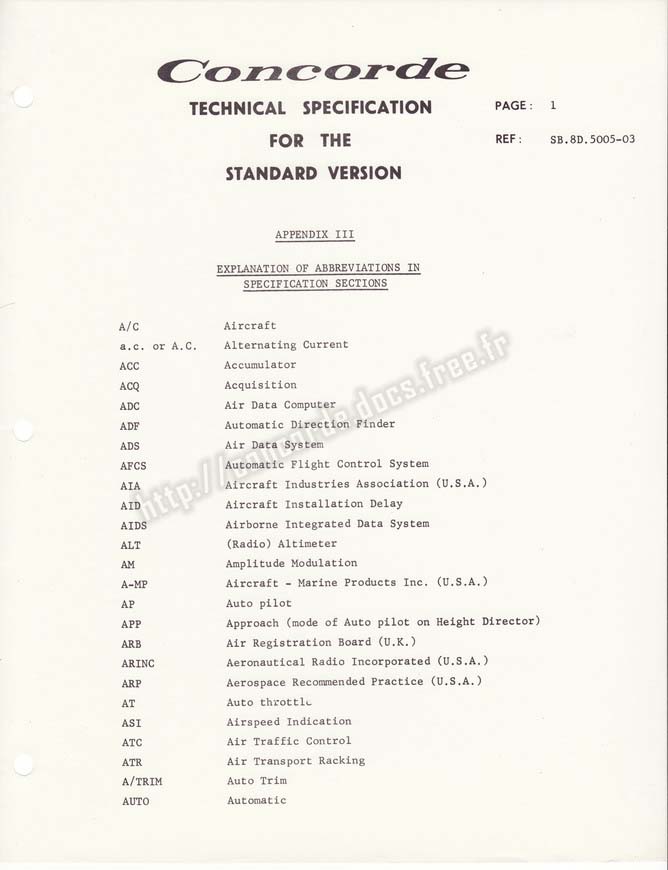 Concorde
TECHNICAL SPECIFICATION
FOR THE
STANDARD VERSION
PAGE: 1
REF: SB.8D.5005-03
APPENDIX III
EXPLANATION OF ABBREVIATIONS IN
SPECIFICATION SECTIONS
A/C Aircraft
a.c. or A.C. Alternating Current
ACC Accumulator
ACQ Acquisition
ADC Air Data Computer
ADF Automatic Direction Finder
ADS Air Data System
AFCS Automatic Flight Control System
AIA Aircraft Industries Association (U.S.A.)
AID Aircraft Installation Delay
AIDS Airborne Integrated Data System
ALT (Radio) Altimeter
AM Amplitude Modulation
A-MP Aircraft - Marine Products Inc. (U.S.A.)
AP Auto pilot
APP Approach (mode of Auto pilot on Height Director)
ARB Air Registration Board (U.K.)
ARINC Aeronautical Radio Incorporated (U.S.A.)
ARP Aerospace Recommended Practice (U.S.A.)
AT Auto throttle
ASI Airspeed Indication
ATC Air Traffic Control
ATR Air Transport Racking
A/TRIM Auto Trim
AUTO Automatic
http://concorde.docs.free.fr